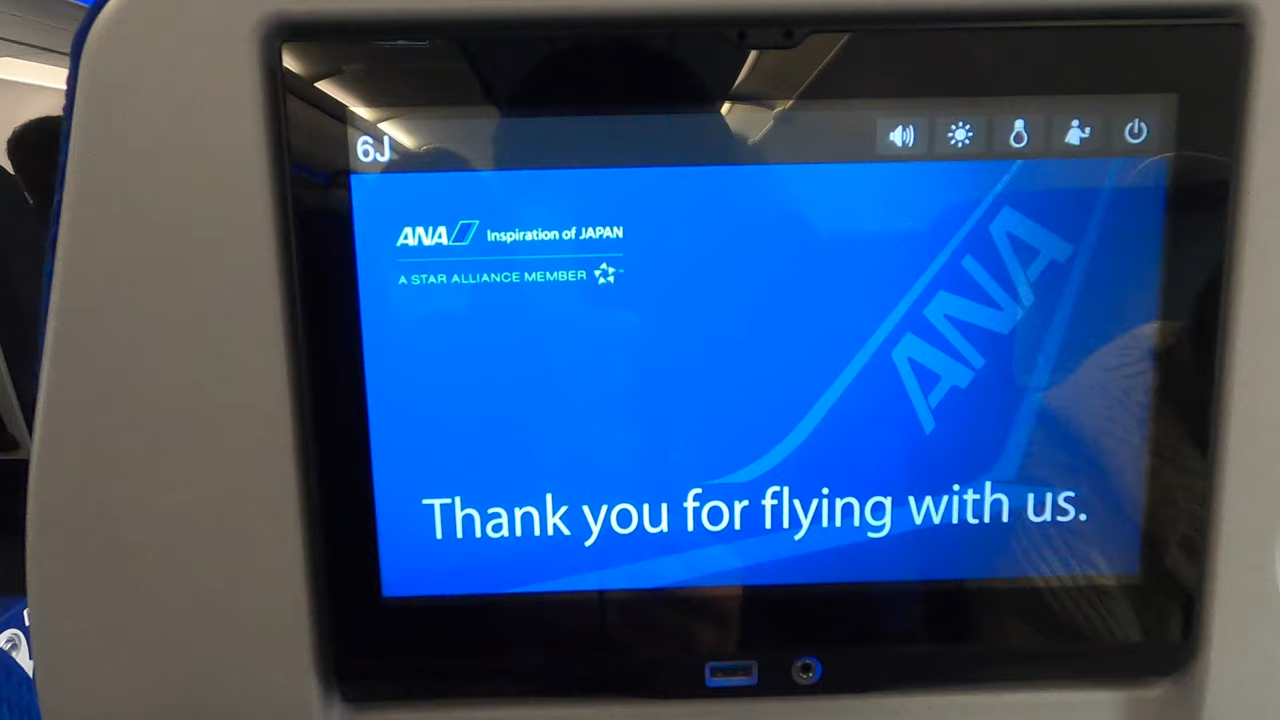 6J
ANA Inspiration of JAPAN
A STAR ALLIANCE MEMBER
ANA
Thank you for flying with us.